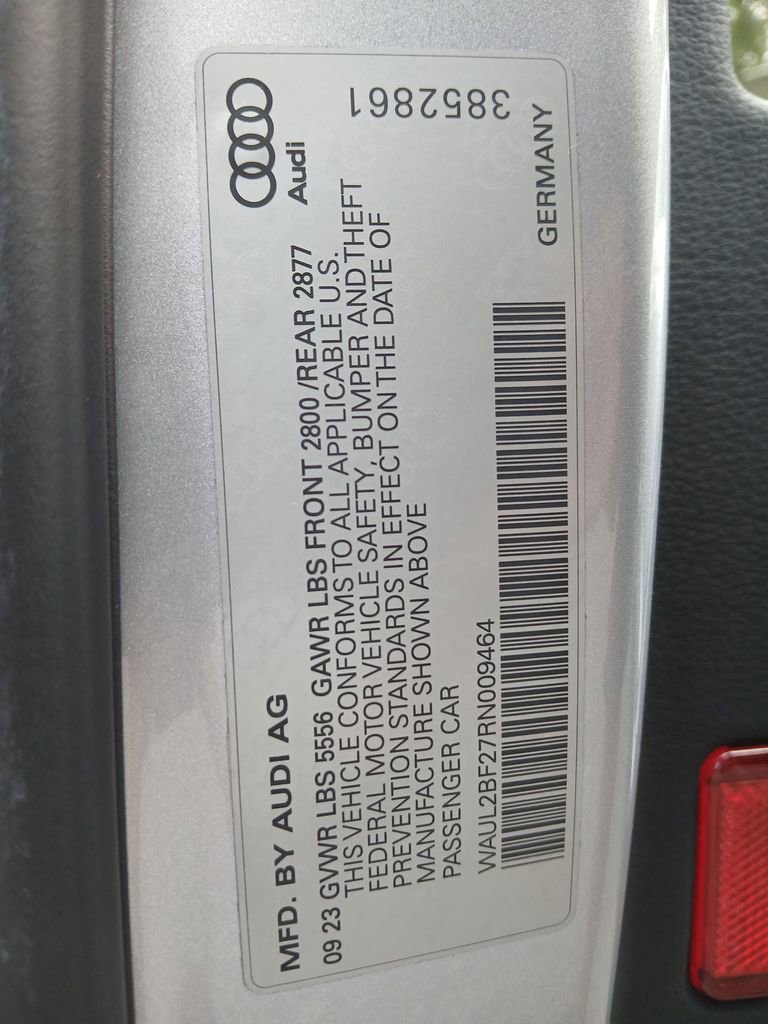 MFD. BY AUDI AG
Audi
09 23 GVWR LBS 5556 GAWR LBS FRONT 2800 /REAR 2877
THIS VEHICLE CONFORMS TO ALL APPLICABLE U.S.
FEDERAL MOTOR VEHICLE SAFETY, BUMPER AND THEFT
PREVENTION STANDARDS IN EFFECT ON THE DATE OF
MANUFACTURE SHOWN ABOVE
PASSENGER CAR
WAUL2BF27RN009464
GERMANY
3852861